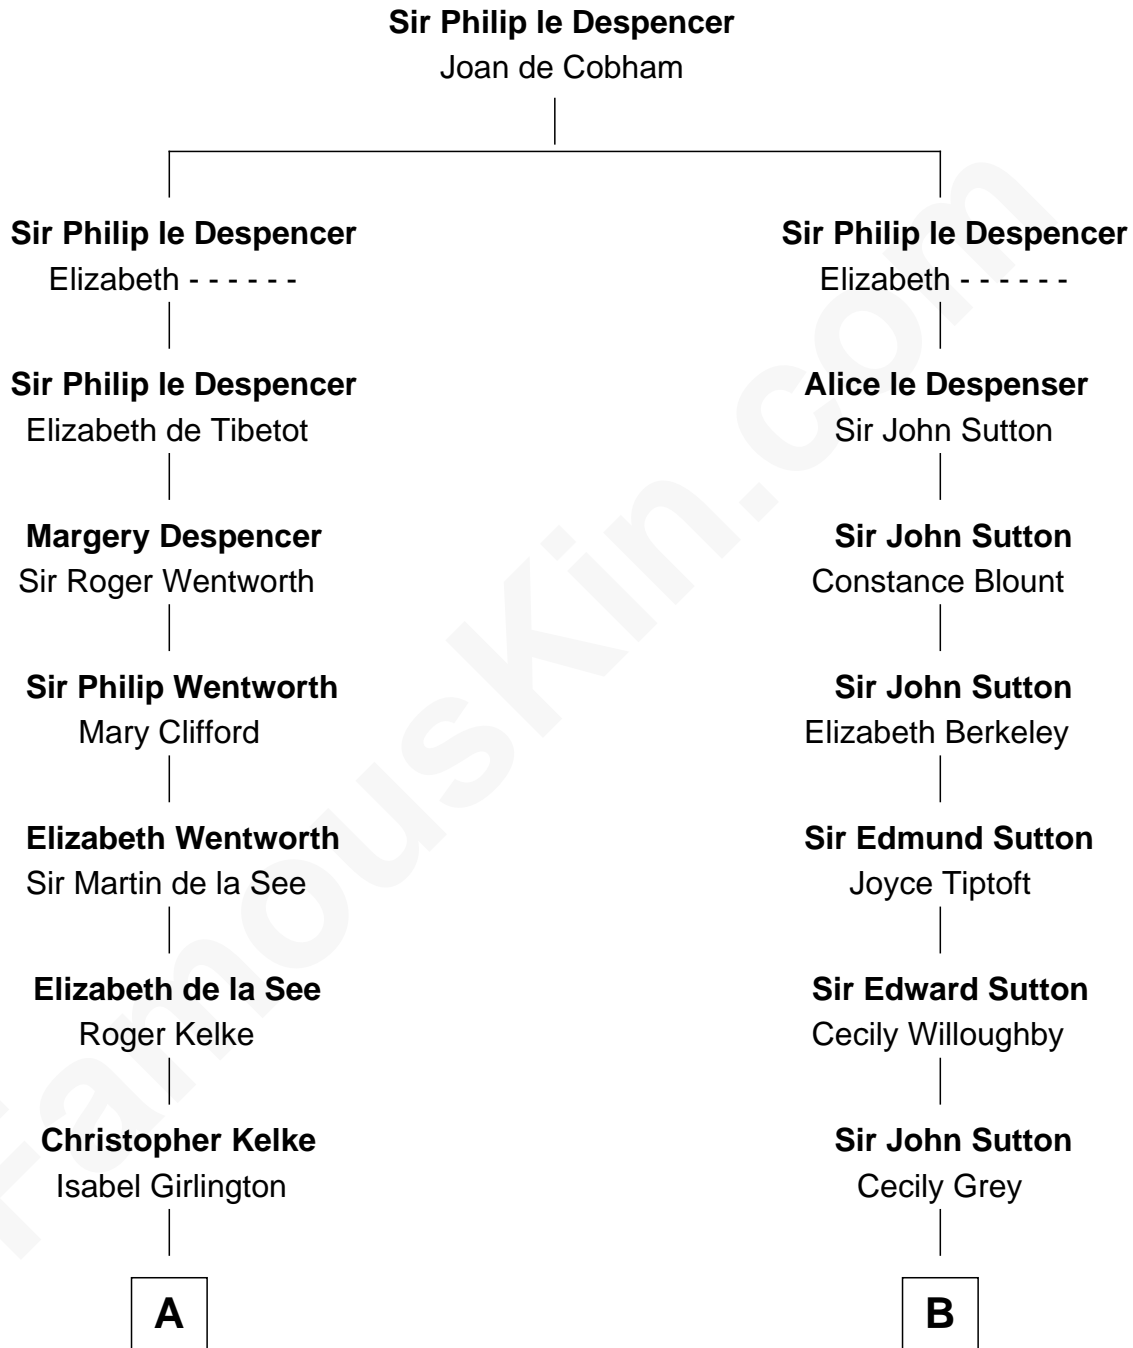 Sir Philip le Despencer
Joan de Cobham
Sir Philip le Despencer
Elizabeth - - - - - -
Sir Philip le Despencer
Elizabeth - - - - - -
Sir Philip le Despencer
Elizabeth de Tibetot
Alice le Despenser
Sir John Sutton
Margery Despencer
Sir Roger Wentworth
Sir John Sutton
Constance Blount
Sir Philip Wentworth
Mary Clifford
Sir John Sutton
Elizabeth Berkeley
Elizabeth Wentworth
Sir Martin de la See
Sir Edmund Sutton
Joyce Tiptoft
Elizabeth de la See
Roger Kelke
Sir Edward Sutton
Cecily Willoughby
Christopher Kelke
Isabel Girlington
Sir John Sutton
Cecily Grey
A
B
FamousKin.com